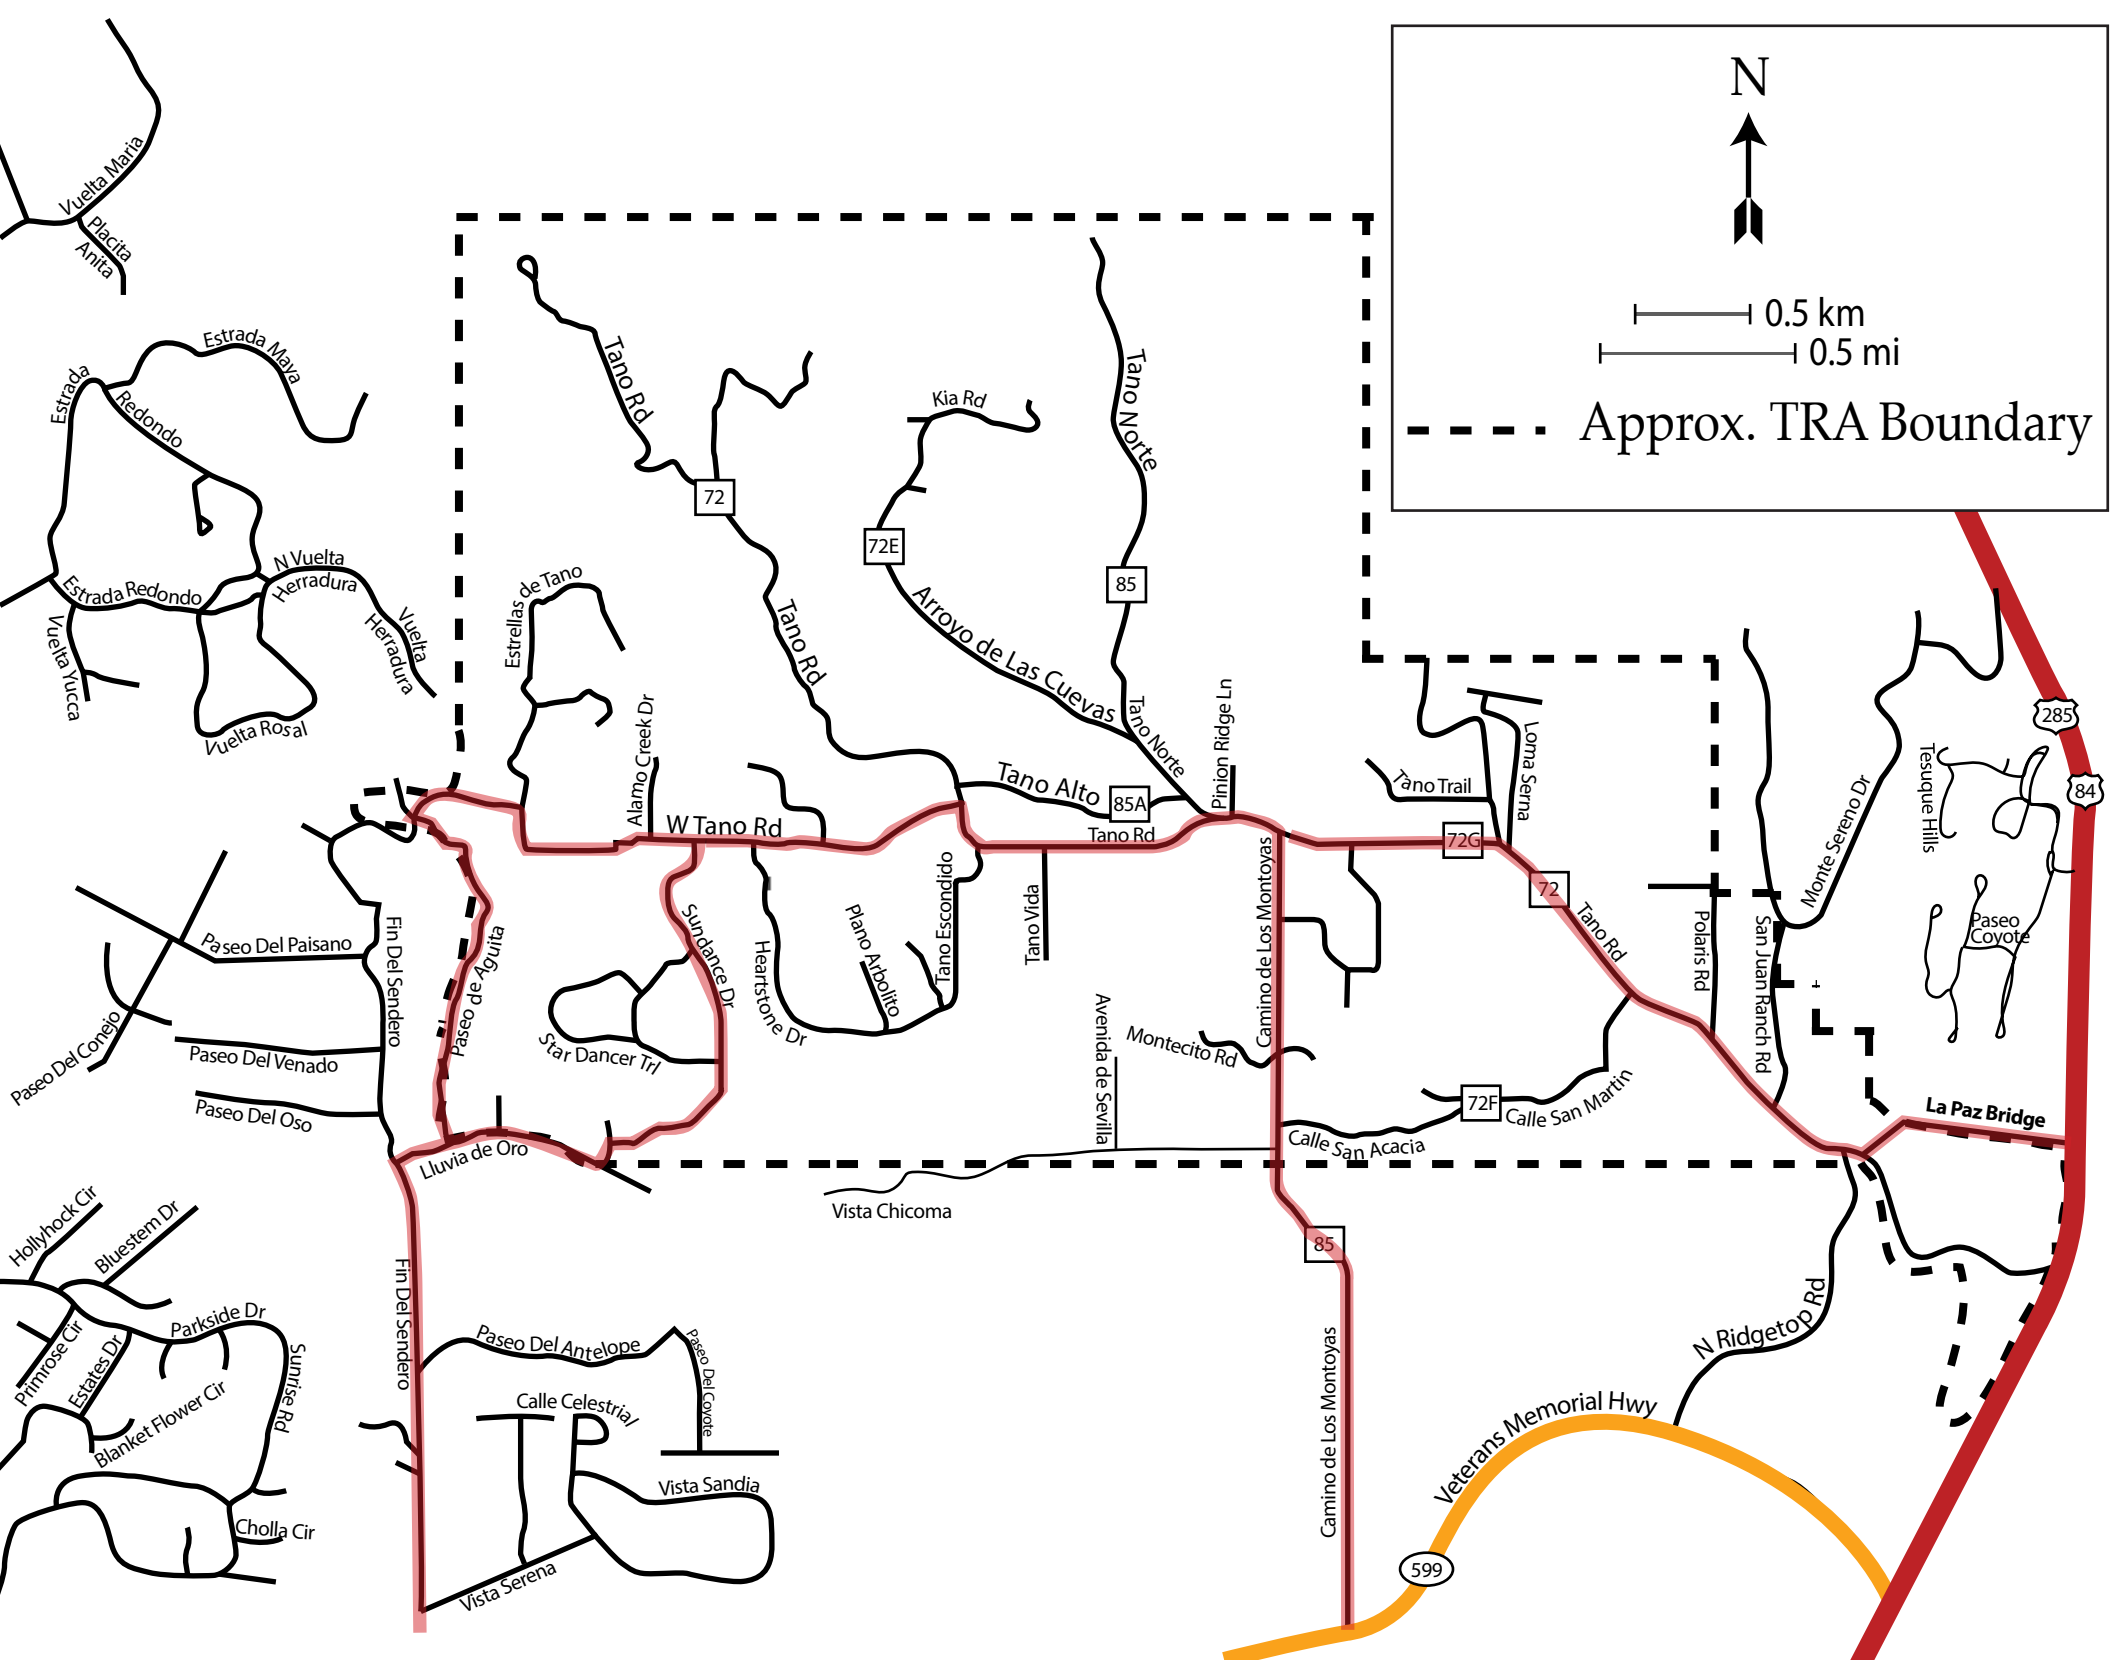 N
0.5 km
0.5 mi
Approx. TRA Boundary
Vuelta Maria
Placita
Anita
Estrada Maya
Estrada
Redondo
Tano Rd
Kia Rd
Tano Norte
72
72E
85
N Vuelta
Herradura
Estrada Redondo
Vuelta
Herradura
Vuelta Yucca
Vuelta Rosal
Estrellas de Tano
Tano Rd
Arroyo de Las Cuevas
Tano Norte
Pinion Ridge Ln
Alamo Creek Dr
Tano Alto
85A
W Tano Rd
Tano Rd
Tano Trail
Loma Serna
72G
72
Tano Rd
285
84
Tesuque Hills
Monte Sereno Dr
Paseo
Coyote
Polaris Rd
San Juan Ranch Rd
Paseo Del Paisano
Fin Del Sendero
Paseo de Aguita
Sundance Dr
Heartstone Dr
Plano Arbolito
Tano Escondido
Tano Vida
Camino de Los Montoyas
Avenida de Sevilla
Montecito Rd
Star Dancer Trl
Paseo Del Conejo
Paseo Del Venado
Paseo Del Oso
72F
Calle San Martin
Calle San Acacia
La Paz Bridge
Lluvia de Oro
Vista Chicoma
85
Hollyhock Cir
Bluestem Dr
Fin Del Sendero
Parkside Dr
Primrose Cir
Estates Dr
Sunrise Rd
Blanket Flower Cir
Cholla Cir
Paseo Del Antelope
Paseo Del Coyote
Calle Celestrial
Vista Sandia
Vista Serena
Camino de Los Montoyas
N Ridgetop Rd
Veterans Memorial Hwy
599